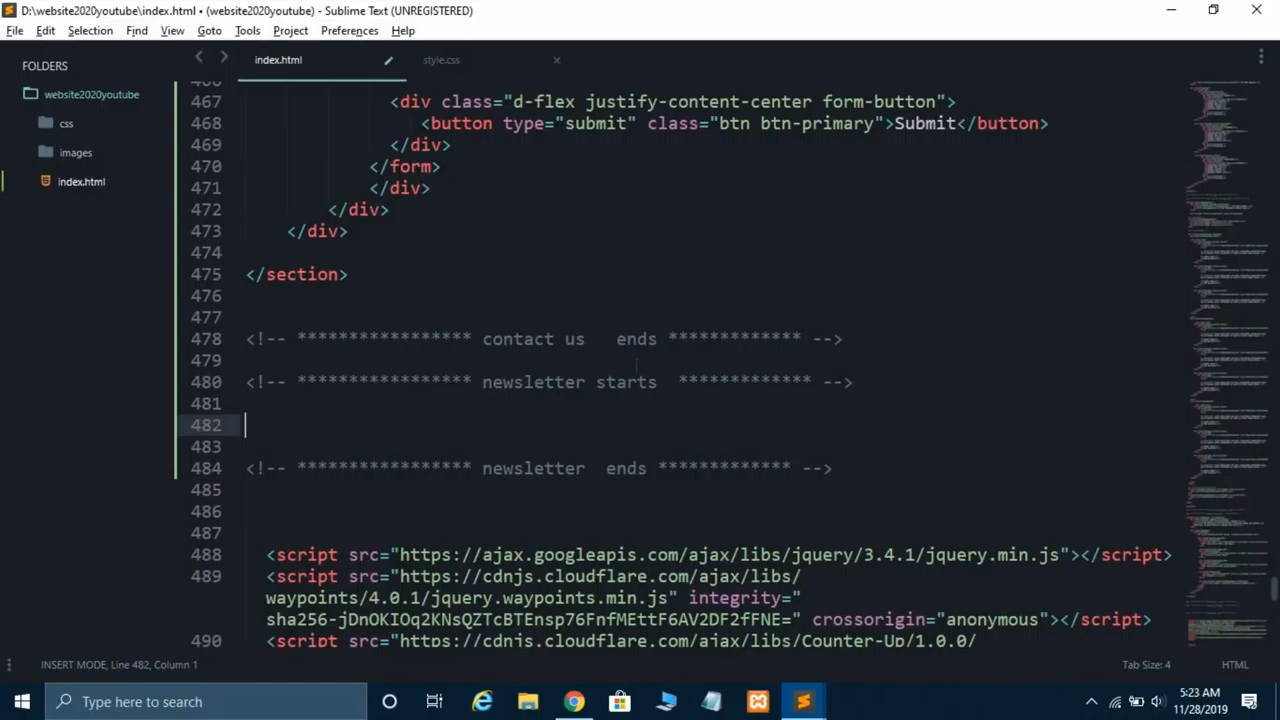 D:\website2020youtube\index.html • (website2020youtube) - Sublime Text (UNREGISTERED)
File Edit Selection Find View Goto Tools Project Preferences Help
FOLDERS
website2020youtube
css
images
index.html
index.html style.css
467 <div class="d-flex justify-content-center form-button">
468 <button type="submit" class="btn btn-primary">Submit</button>
469 </div>
470 </form>
471 </div>
472 </div>
473 </div>
474
475 </section>
476
477
478 <!-- ***************** contact us ends ************* -->
479
480 <!-- ***************** newsletter starts ************* -->
481
482
483
484 <!-- ***************** newsletter ends ************* -->
485
486
487
488 <script src="https://ajax.googleapis.com/ajax/libs/jquery/3.4.1/jquery.min.js"></script>
489 <script src="https://cdnjs.cloudflare.com/ajax/libs/
waypoints/4.0.1/jquery.waypoints.min.js" integrity="
crossorigin="anonymous"></script>
490 <script src="https://cdnjs.cloudflare.com/ajax/libs/Counter-Up/1.0.0/
INSERT MODE, Line 482, Column 1 Tab Size: 4 HTML
Type here to search
5:23 AM
11/28/2019